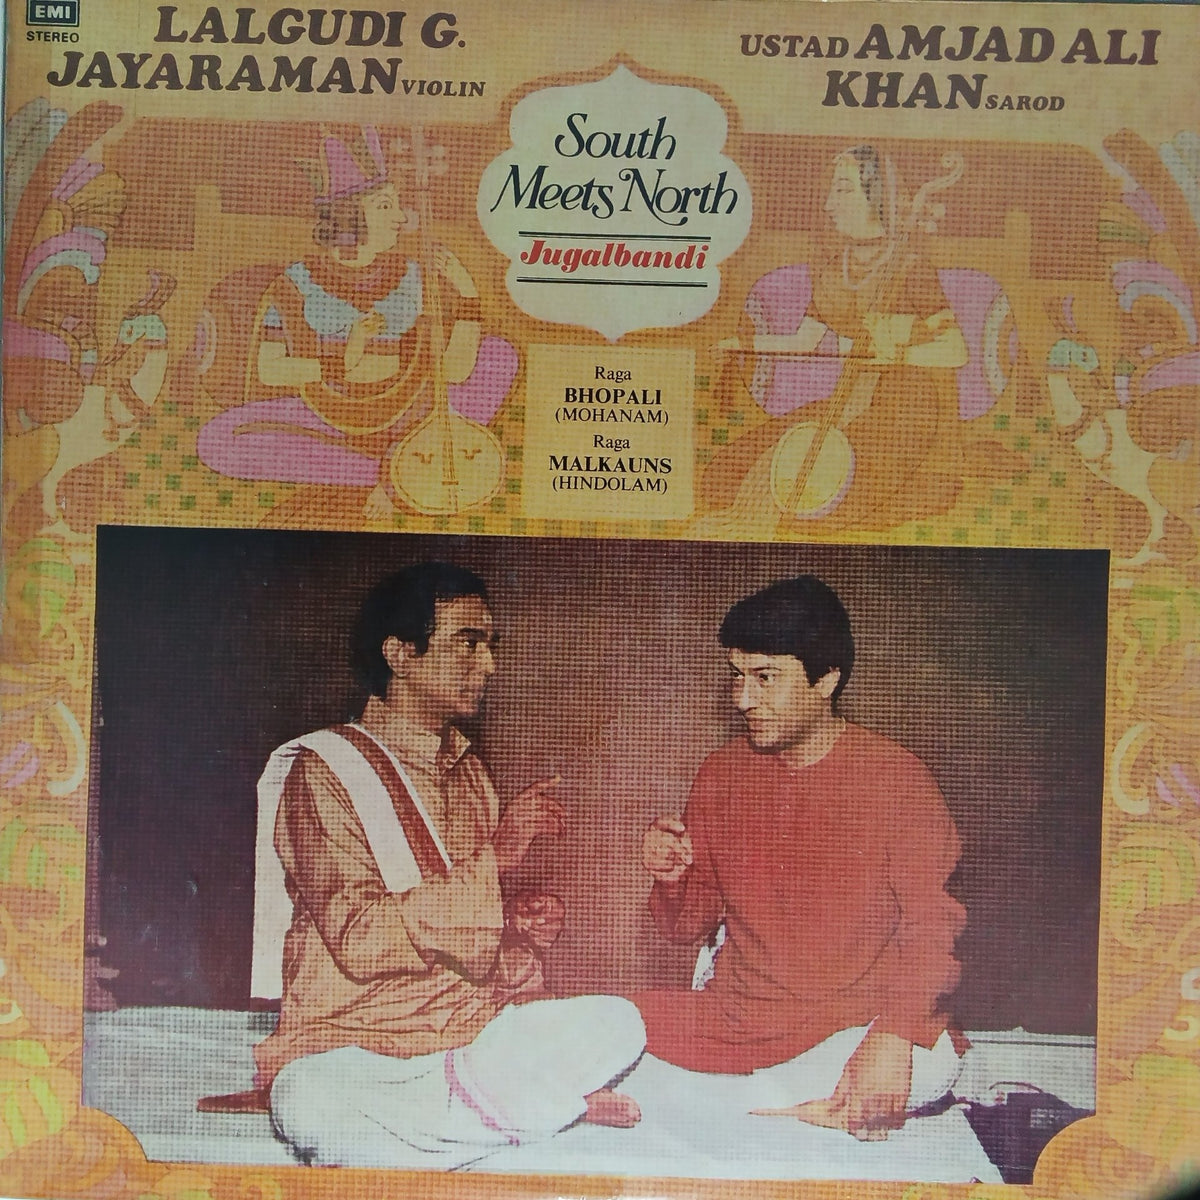 EMI
STEREO
LALGUDI G.
JAYARAMAN VIOLIN
USTAD AMJAD ALI
KHAN SAROD
South
Meets North
Jugalbandi
Raga
BHOPALI
(MOHANAM)
Raga
MALKAUNS
(HINDOLAM)